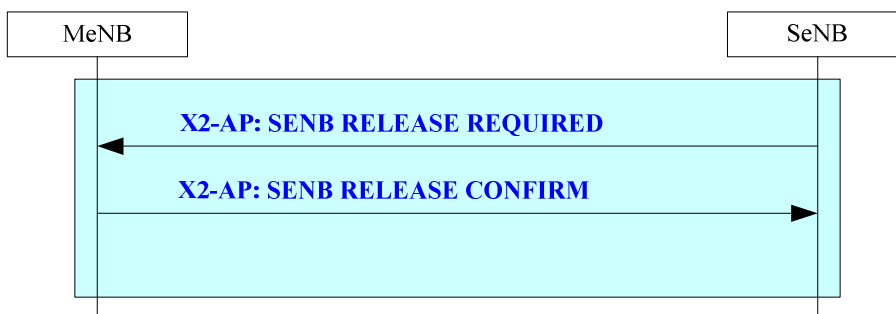 MeNB
SeNB
X2-AP: SENB RELEASE REQUIRED
X2-AP: SENB RELEASE CONFIRM